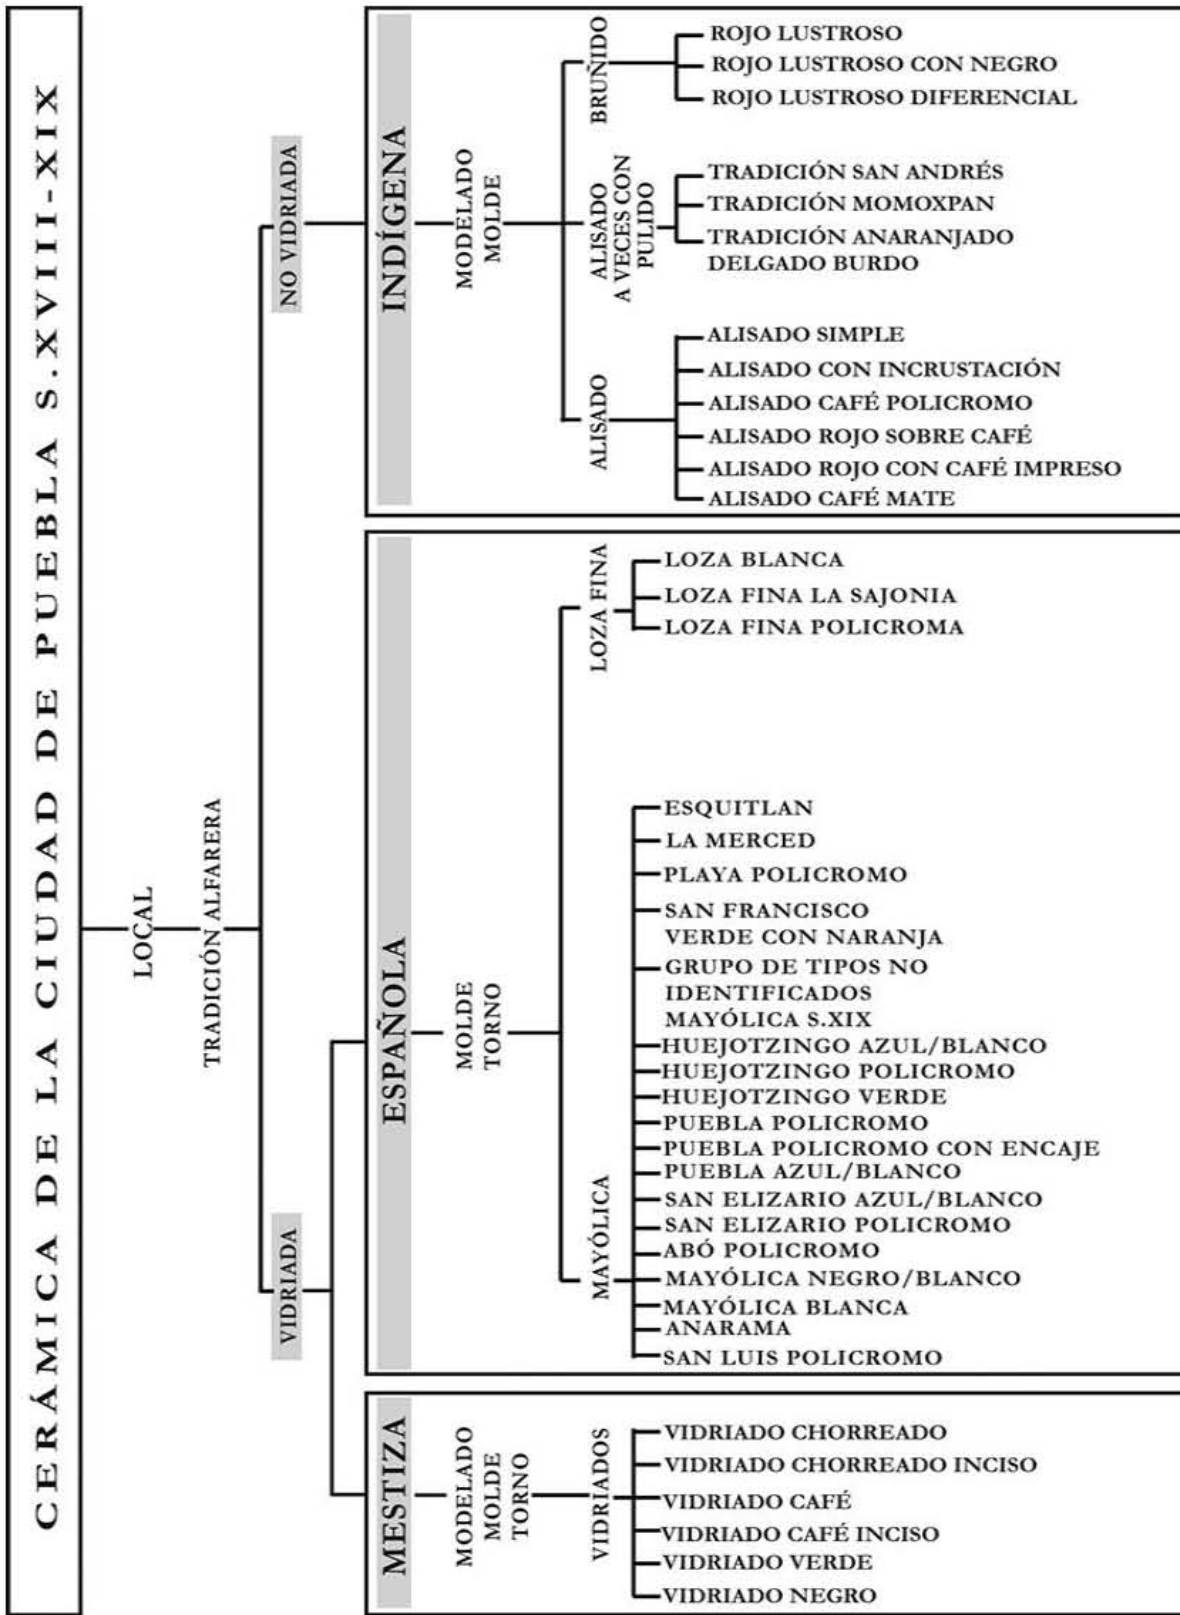 CERÁMICA DE LA CIUDAD DE PUEBLA S.XVIII-XIX
LOCAL
TRADICIÓN ALFARERA
NO VIDRIADA
INDÍGENA
MODELADO
MOLDE
BRUÑIDO
ROJO LUSTROSO
ROJO LUSTROSO CON NEGRO
ROJO LUSTROSO DIFERENCIAL
ALISADO
A VECES CON
PULIDO
TRADICIÓN SAN ANDRÉS
TRADICIÓN MOMOXPAN
TRADICIÓN ANARANJADO
DELGADO BURDO
ALISADO
ALISADO SIMPLE
ALISADO CON INCRUSTACIÓN
ALISADO CAFÉ POLICROMO
ALISADO ROJO SOBRE CAFÉ
ALISADO ROJO CON CAFÉ IMPRESO
ALISADO CAFÉ MATE
VIDRIADA
ESPAÑOLA
MOLDE
TORNO
LOZA FINA
LOZA BLANCA
LOZA FINA LA SAJONIA
LOZA FINA POLICROMA
MAYÓLICA
ESQUITLAN
LA MERCED
PLAYA POLICROMO
SAN FRANCISCO
VERDE CON NARANJA
GRUPO DE TIPOS NO
IDENTIFICADOS
MAYÓLICA S.XIX
HUEJOTZINGO AZUL/BLANCO
HUEJOTZINGO POLICROMO
HUEJOTZINGO VERDE
PUEBLA POLICROMO
PUEBLA POLICROMO CON ENCAJE
PUEBLA AZUL/BLANCO
SAN ELIZARIO AZUL/BLANCO
SAN ELIZARIO POLICROMO
ABÓ POLICROMO
MAYÓLICA NEGRO/BLANCO
MAYÓLICA BLANCA
ANARAMA
SAN LUIS POLICROMO
MESTIZA
MODELADO
MOLDE
TORNO
VIDRIADOS
VIDRIADO CHORREADO
VIDRIADO CHORREADO INCISO
VIDRIADO CAFÉ
VIDRIADO CAFÉ INCISO
VIDRIADO VERDE
VIDRIADO NEGRO